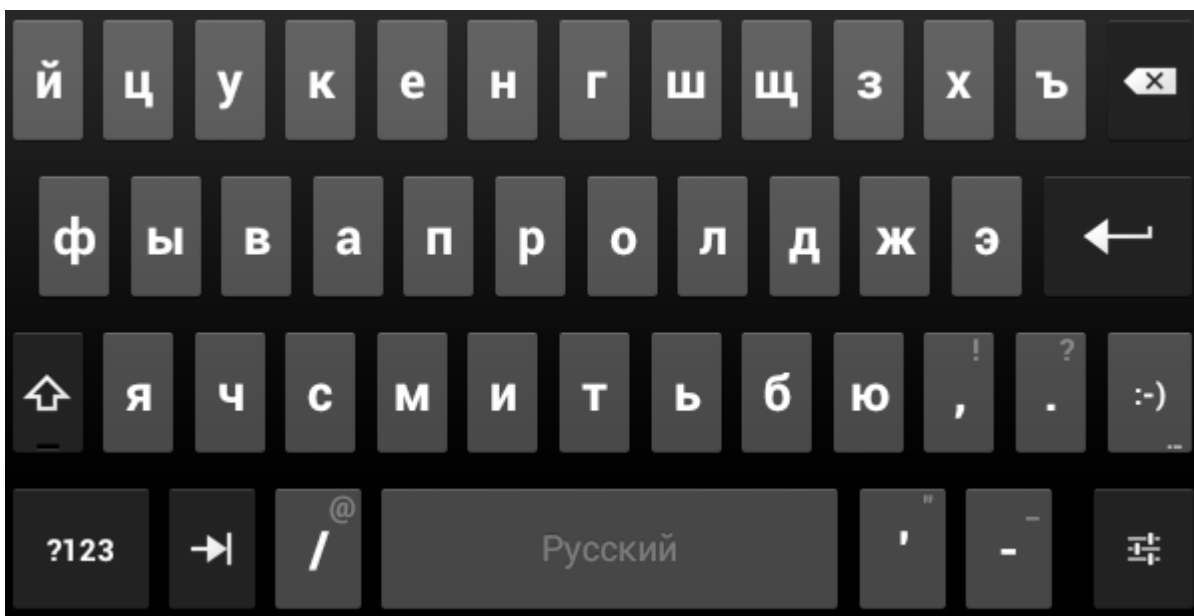 й ц у к е н г ш щ з х ъ
ф ы в а п р о л д ж э
я ч с м и т ь б ю , ! . ? :-) ...
?123 / @ Русский ' " - _